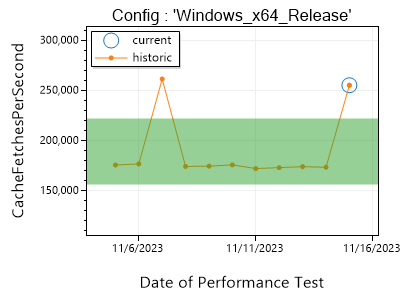 Config : 'Windows_x64_Release'
current
historic
300,000
250,000
200,000
150,000
CacheFetchesPerSecond
11/6/2023
11/11/2023
11/16/2023
Date of Performance Test